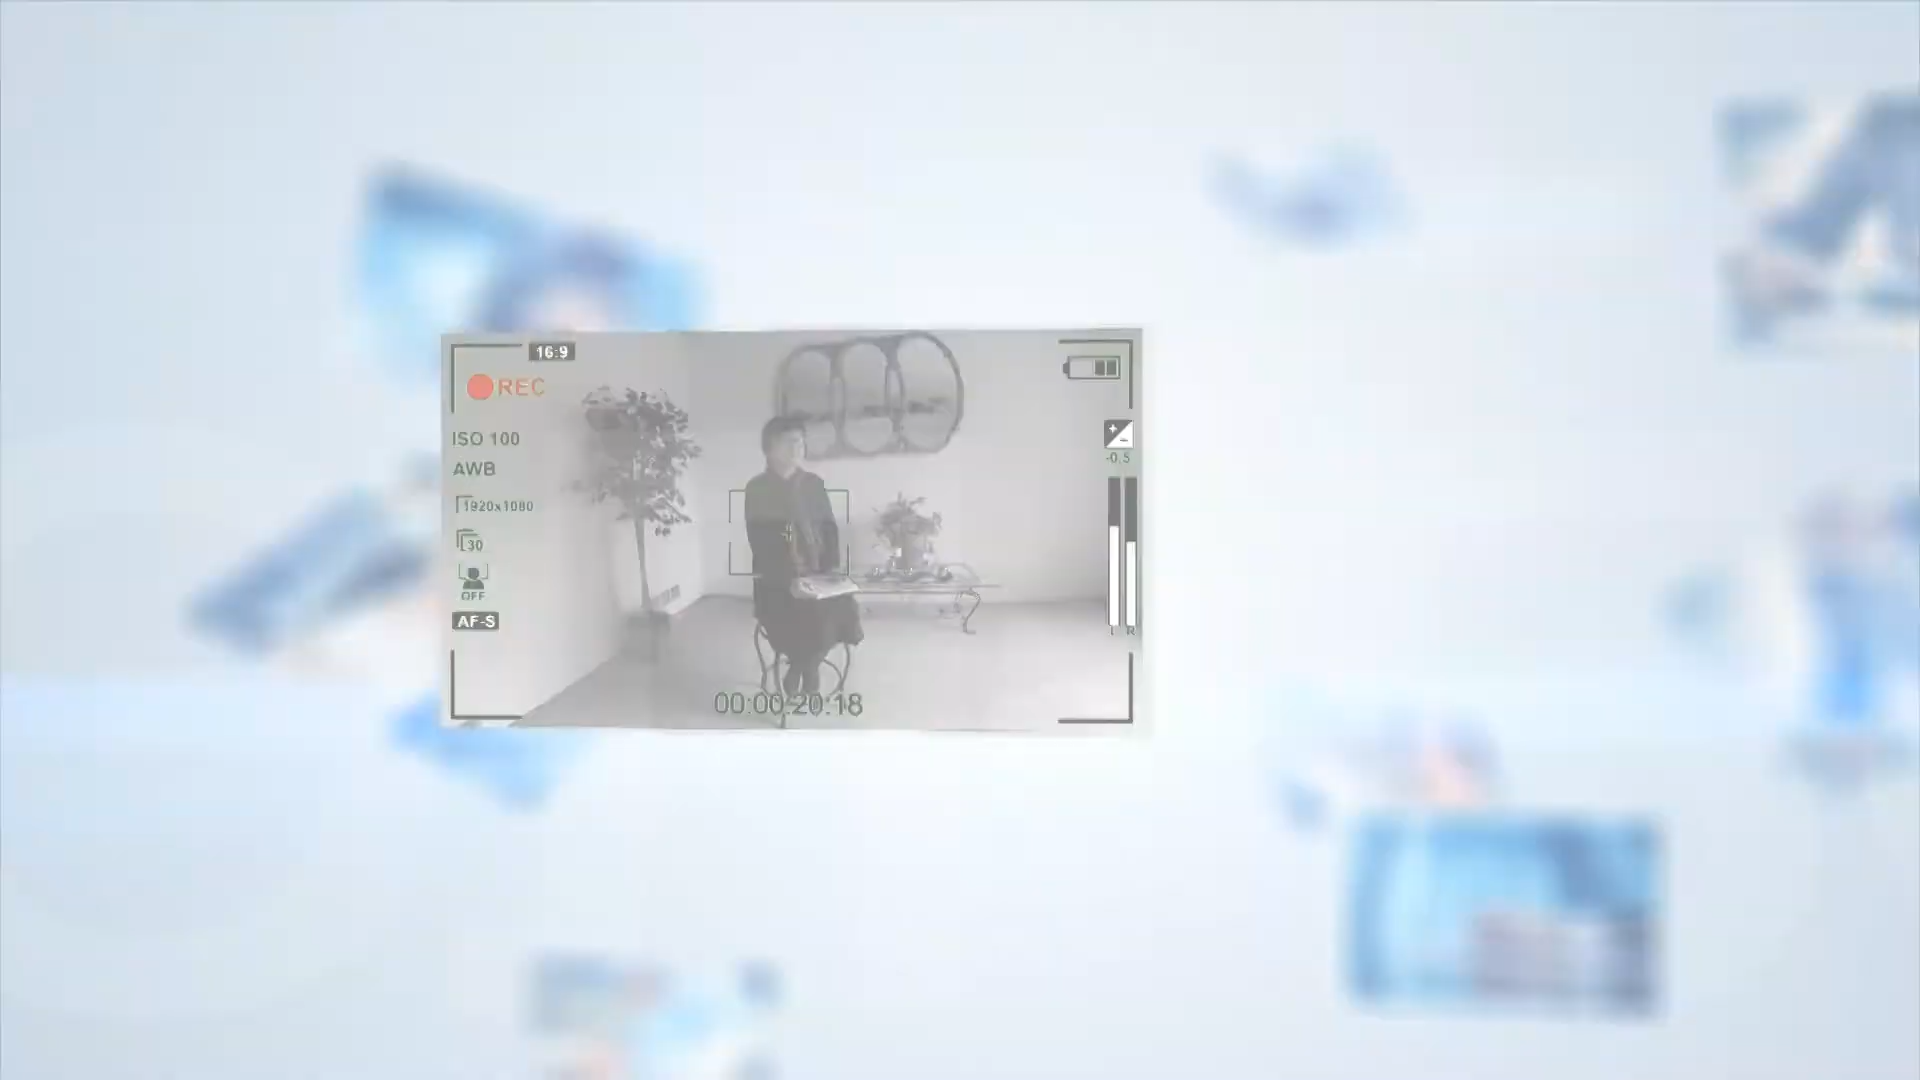 16:9
REC
ISO 100
AWB
1920x1080
30
OFF
AF-S
-0.5
L R
00:00:20:18